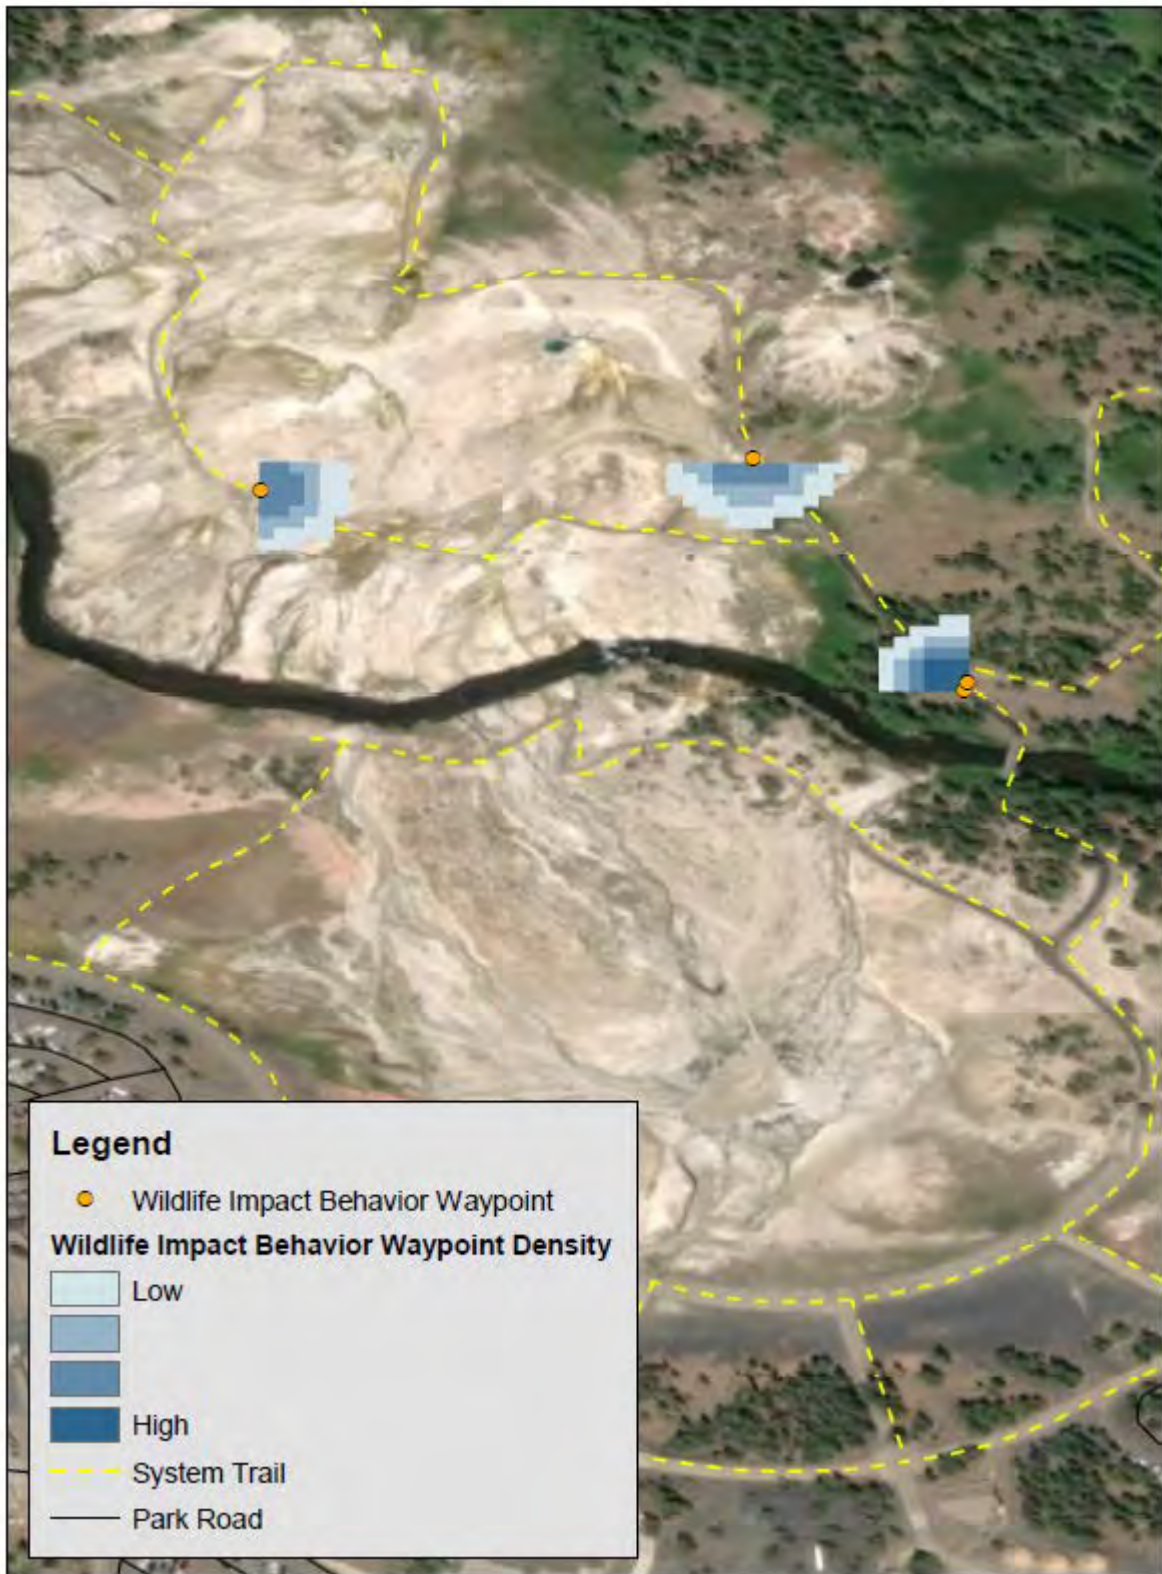 Legend
Wildlife Impact Behavior Waypoint
Wildlife Impact Behavior Waypoint Density
Low
High
System Trail
Park Road